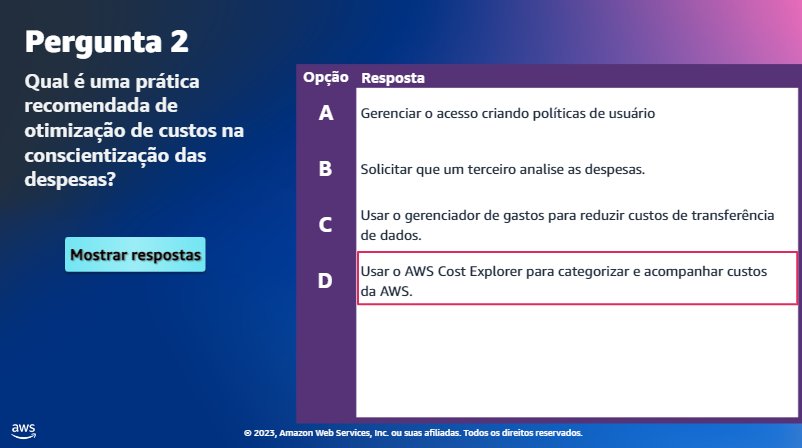 Pergunta 2
Qual é uma prática
recomendada de
otimização de custos na
conscientização das
despesas?
Mostrar respostas
Opção Resposta
A Gerenciar o acesso criando políticas de usuário
B Solicitar que um terceiro analise as despesas.
C Usar o gerenciador de gastos para reduzir custos de transferência
de dados.
D Usar o AWS Cost Explorer para categorizar e acompanhar custos
da AWS.
aws
© 2023, Amazon Web Services, Inc. ou suas afiliadas. Todos os direitos reservados.